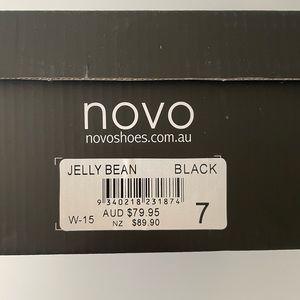 novo
novoshoes.com.au
JELLY BEAN BLACK
9 340218 231874
W-15 AUD $79.95 7
NZ $89.90